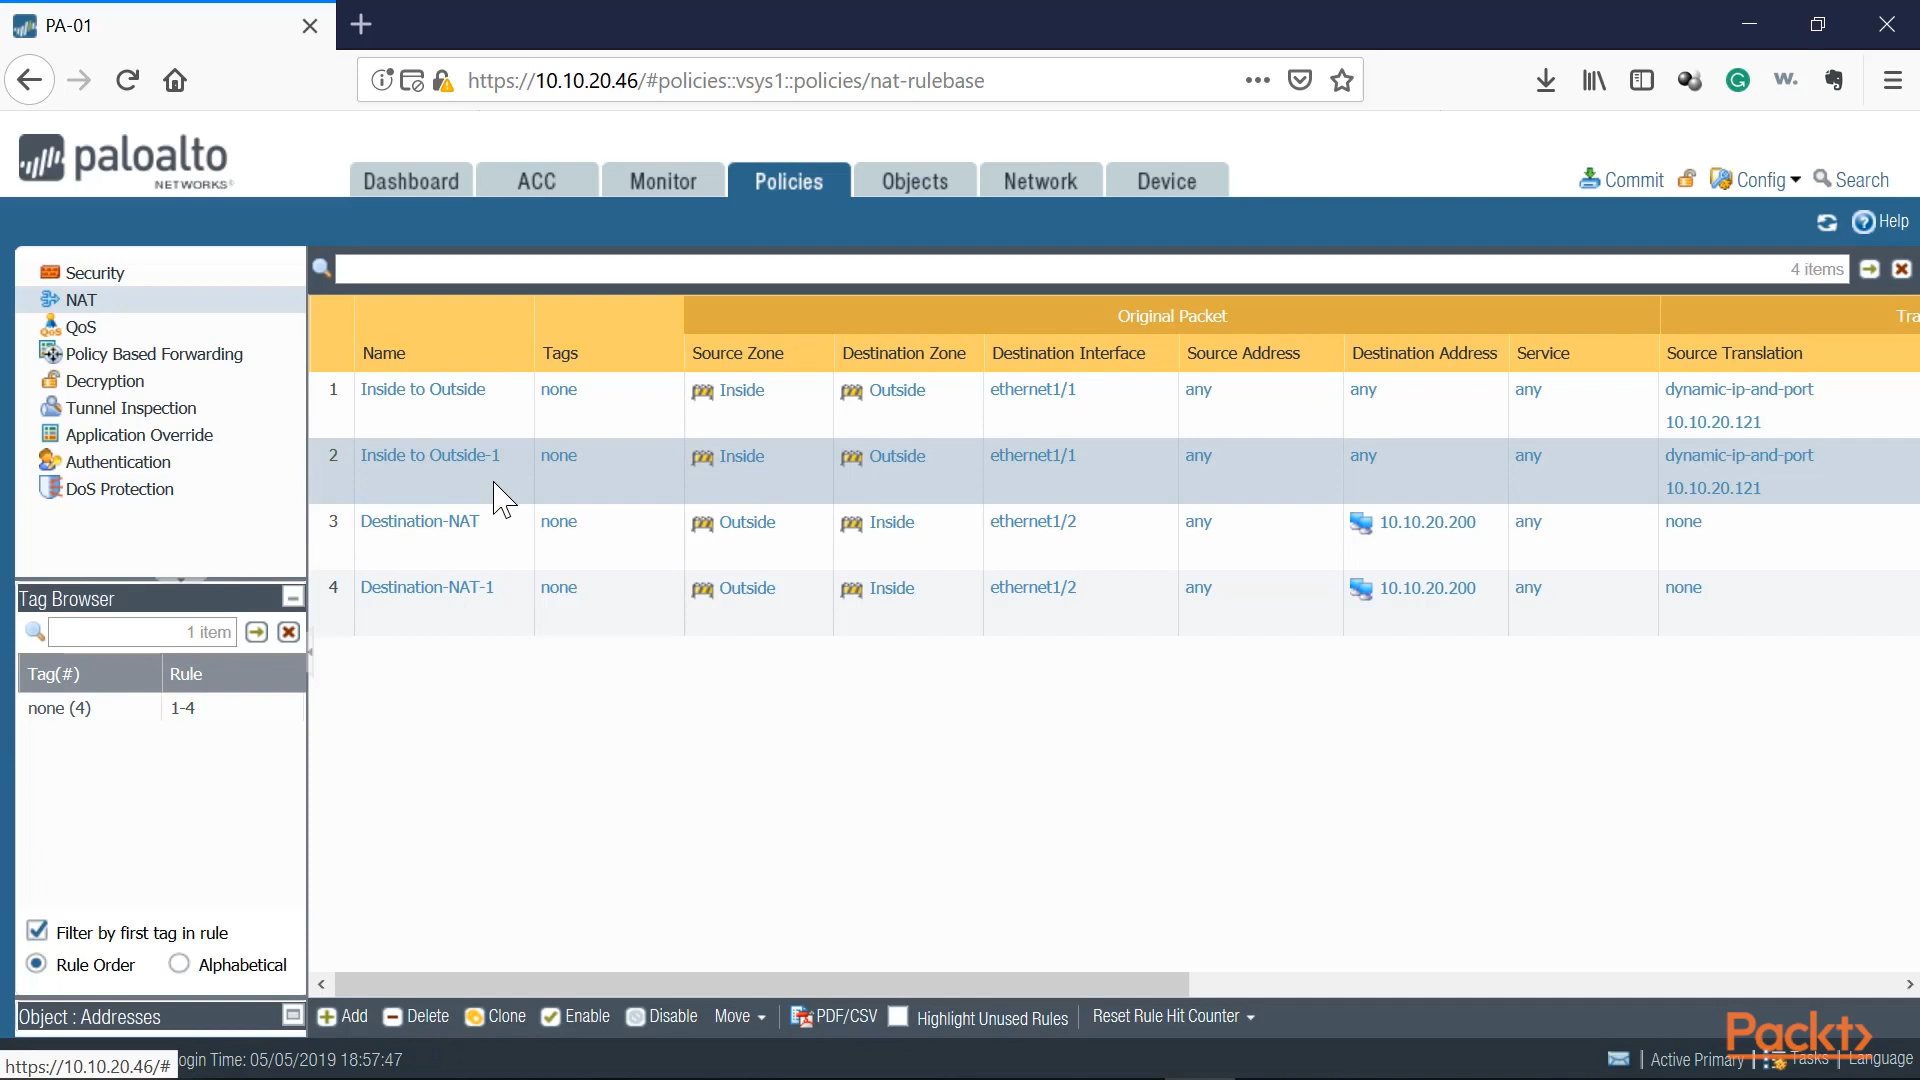 PA-01
https://10.10.20.46/#policies::vsys1::policies/nat-rulebase
paloalto
NETWORKS
Dashboard ACC Monitor Policies Objects Network Device
Commit Config Search
Help
Security
NAT
QoS
Policy Based Forwarding
Decryption
Tunnel Inspection
Application Override
Authentication
DoS Protection
4 items
Original Packet Tra
Name Tags Source Zone Destination Zone Destination Interface Source Address Destination Address Service Source Translation
1 Inside to Outside none Inside Outside ethernet1/1 any any any dynamic-ip-and-port
10.10.20.121
2 Inside to Outside-1 none Inside Outside ethernet1/1 any any any dynamic-ip-and-port
10.10.20.121
3 Destination-NAT none Outside Inside ethernet1/2 any 10.10.20.200 any none
4 Destination-NAT-1 none Outside Inside ethernet1/2 any 10.10.20.200 any none
Tag Browser
1 item
Tag(#) Rule
none (4) 1-4
Filter by first tag in rule
Rule Order Alphabetical
Object : Addresses
Add Delete Clone Enable Disable Move PDF/CSV Highlight Unused Rules Reset Rule Hit Counter
https://10.10.20.46/# ogin Time: 05/05/2019 18:57:47
Active Primary Tasks Language
Packt